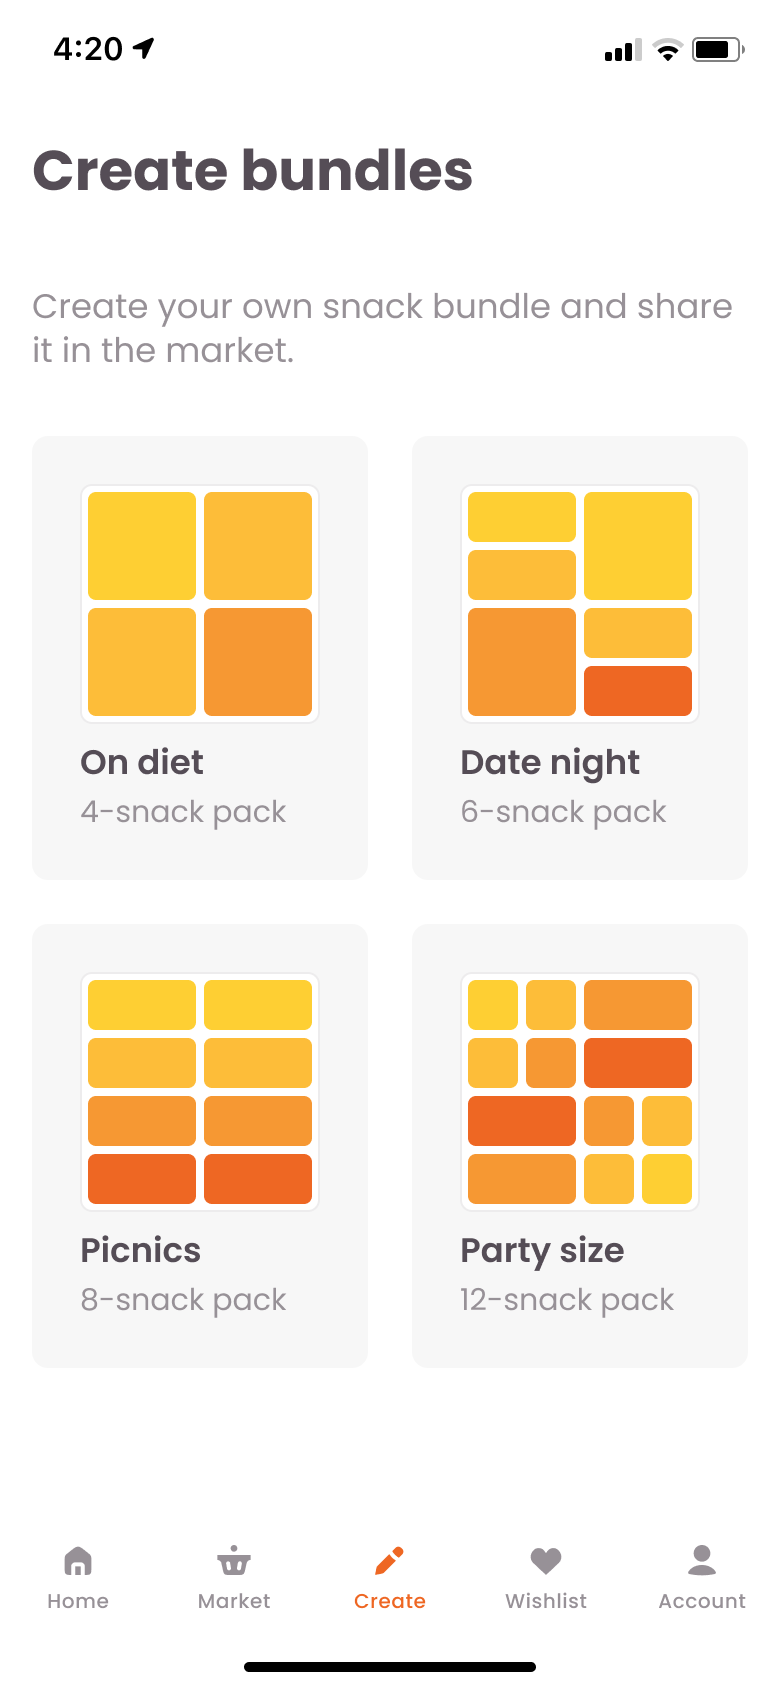 4:20
Create bundles
Create your own snack bundle and share
it in the market.
On diet
4-snack pack
Date night
6-snack pack
Picnics
8-snack pack
Party size
12-snack pack
Home
Market
Create
Wishlist
Account